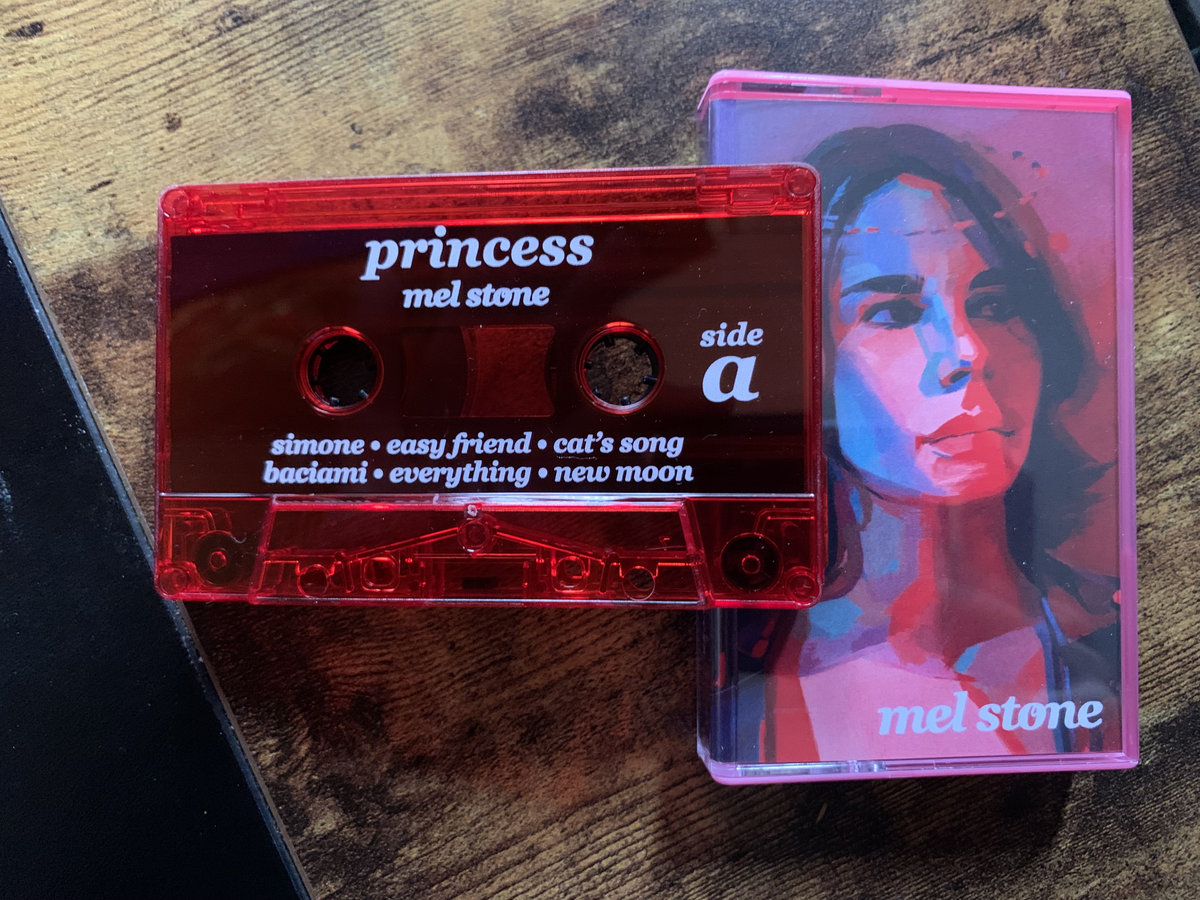 princess
mel stone
side
a
simone • easy friend • cat's song
baciami • everything • new moon
mel stone